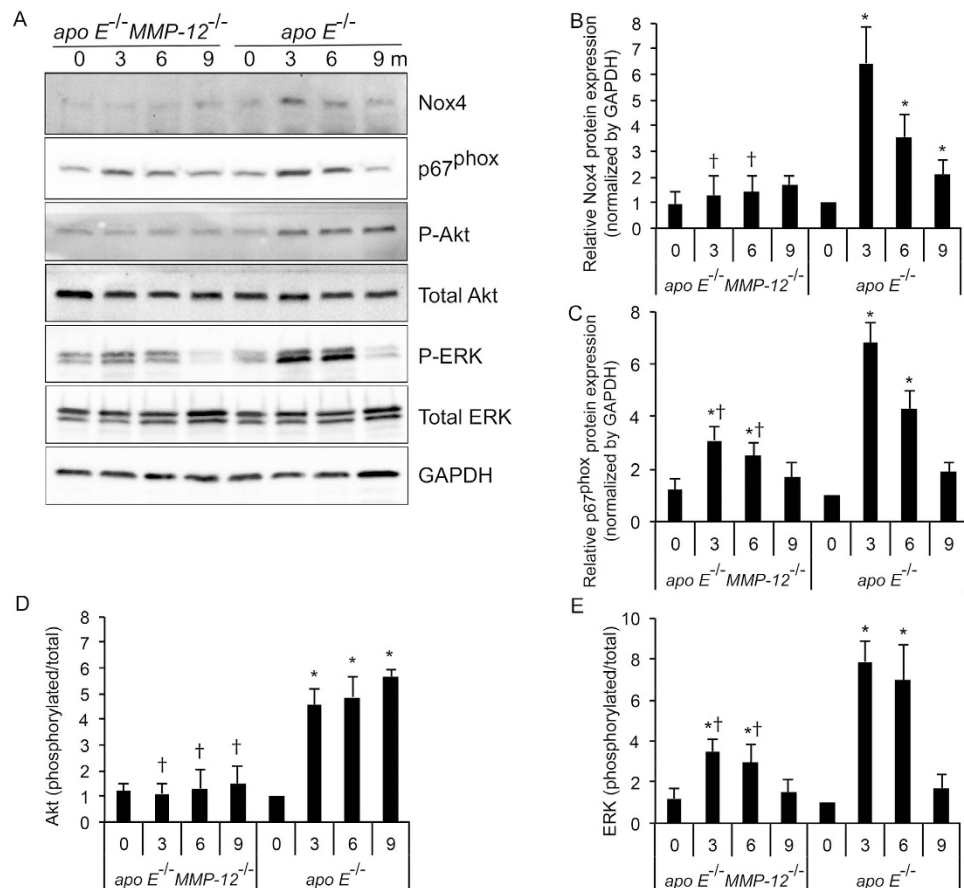 A
apo E-/- MMP-12-/- apo E-/-
0 3 6 9 0 3 6 9 m
Nox4
p67phox
P-Akt
Total Akt
P-ERK
Total ERK
GAPDH
B
Relative Nox4 protein expression
(normalized by GAPDH)
8
7
6
5
4
3
2
1
0
† † * * *
0 3 6 9 0 3 6 9
apo E-/- MMP-12-/- apo E-/-
C
Relative p67phox protein expression
(normalized by GAPDH)
8
6
4
2
0
*† *† * *
0 3 6 9 0 3 6 9
apo E-/- MMP-12-/- apo E-/-
D
Akt (phosphorylated/total)
8
7
6
5
4
3
2
1
0
† † † * * *
0 3 6 9 0 3 6 9
apo E-/- MMP-12-/- apo E-/-
E
ERK (phosphorylated/total)
10
8
6
4
2
0
*† *† * *
0 3 6 9 0 3 6 9
apo E-/- MMP-12-/- apo E-/-